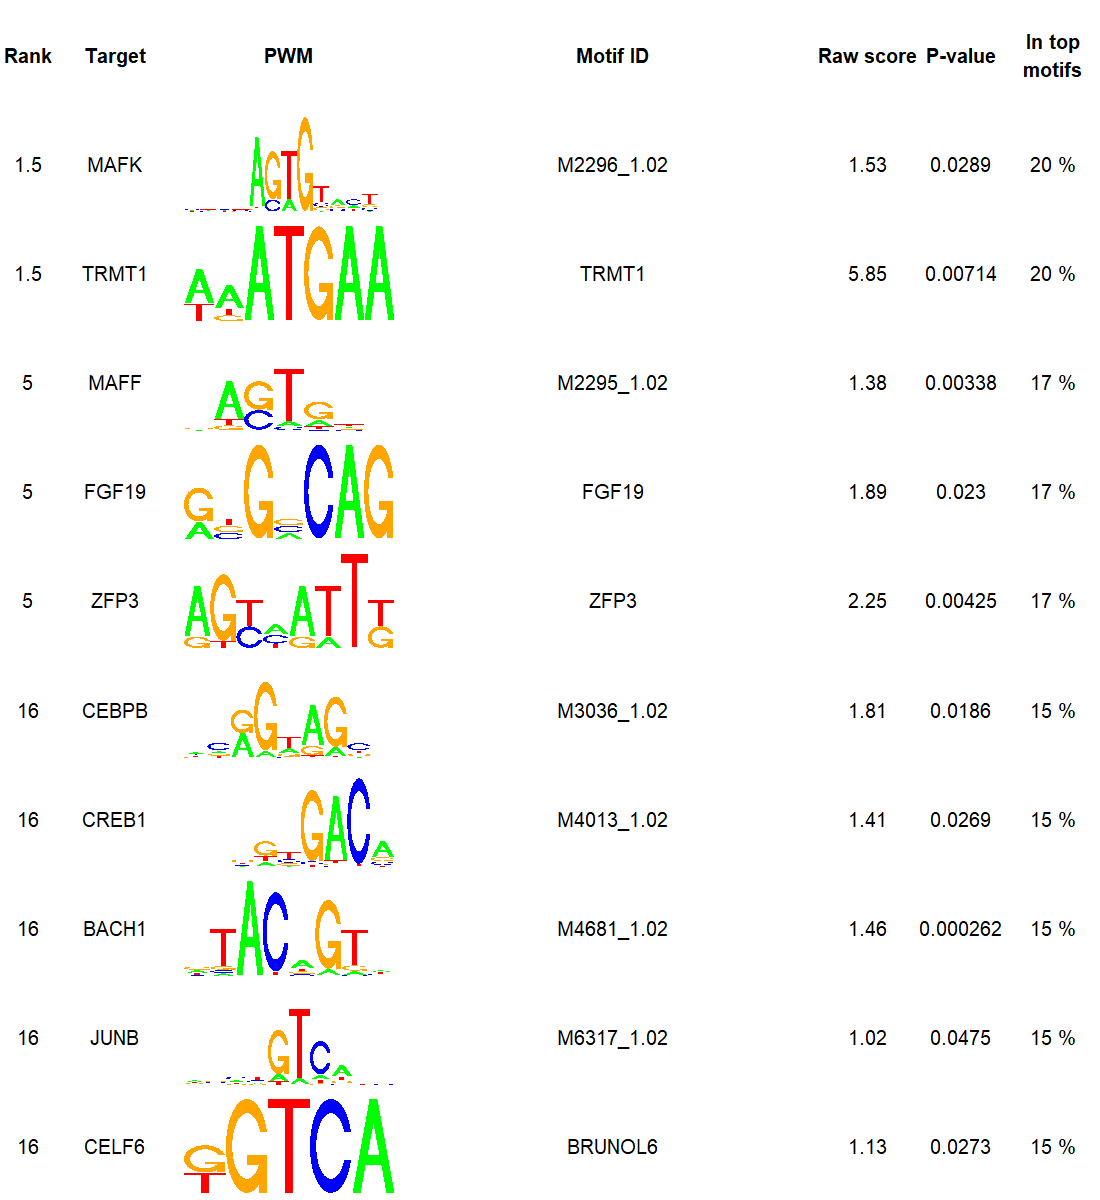 Rank Target PWM Motif ID Raw score P-value In top motifs
1.5 MAFK M2296_1.02 1.53 0.0289 20 %
1.5 TRMT1 TRMT1 5.85 0.00714 20 %
5 MAFF M2295_1.02 1.38 0.00338 17 %
5 FGF19 FGF19 1.89 0.023 17 %
5 ZFP3 ZFP3 2.25 0.00425 17 %
16 CEBPB M3036_1.02 1.81 0.0186 15 %
16 CREB1 M4013_1.02 1.41 0.0269 15 %
16 BACH1 M4681_1.02 1.46 0.000262 15 %
16 JUNB M6317_1.02 1.02 0.0475 15 %
16 CELF6 BRUNOL6 1.13 0.0273 15 %